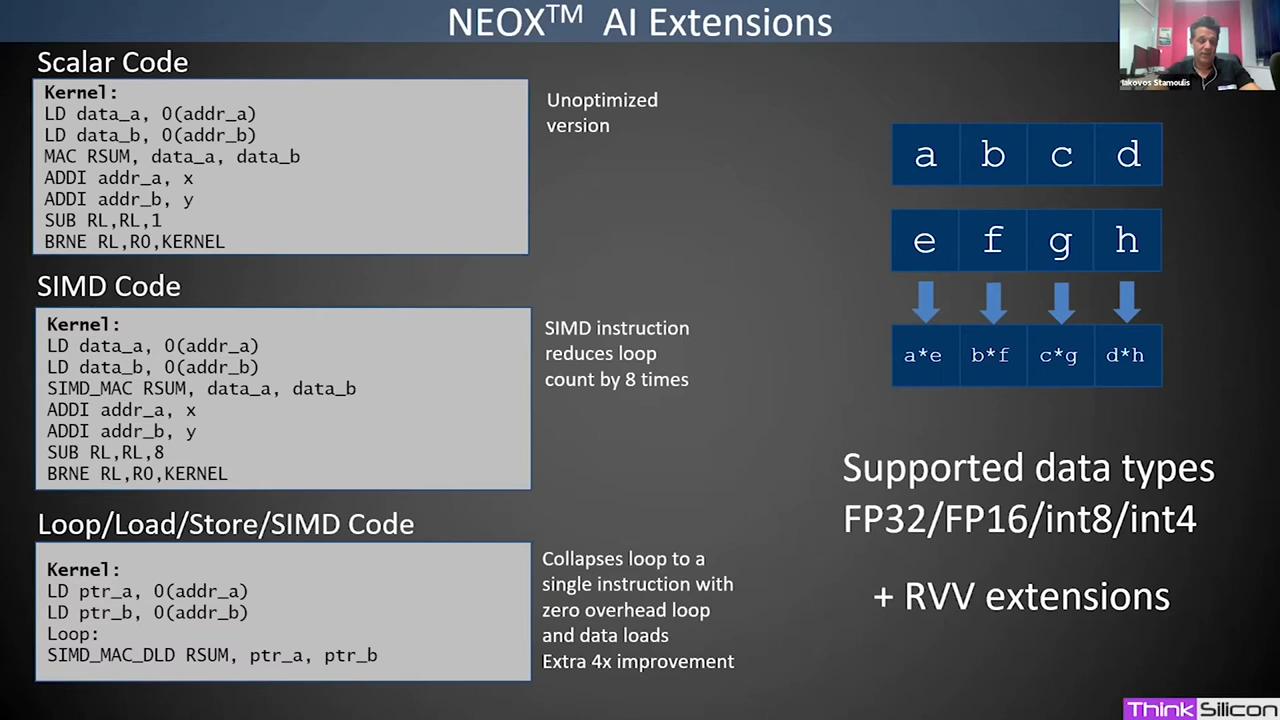 NEOX™ AI Extensions
Iakovos Stamoulis
Scalar Code
Kernel:
LD data_a, 0(addr_a)
LD data_b, 0(addr_b)
MAC RSUM, data_a, data_b
ADDI addr_a, x
ADDI addr_b, y
SUB RL,RL,1
BRNE RL,R0,KERNEL
Unoptimized
version
SIMD Code
Kernel:
LD data_a, 0(addr_a)
LD data_b, 0(addr_b)
SIMD_MAC RSUM, data_a, data_b
ADDI addr_a, x
ADDI addr_b, y
SUB RL,RL,8
BRNE RL,R0,KERNEL
SIMD instruction
reduces loop
count by 8 times
Loop/Load/Store/SIMD Code
Kernel:
LD ptr_a, 0(addr_a)
LD ptr_b, 0(addr_b)
Loop:
SIMD_MAC_DLD RSUM, ptr_a, ptr_b
Collapses loop to a
single instruction with
zero overhead loop
and data loads
Extra 4x improvement
a b c d
e f g h
a*e b*f c*g d*h
Supported data types
FP32/FP16/int8/int4
+ RVV extensions
Think Silicon